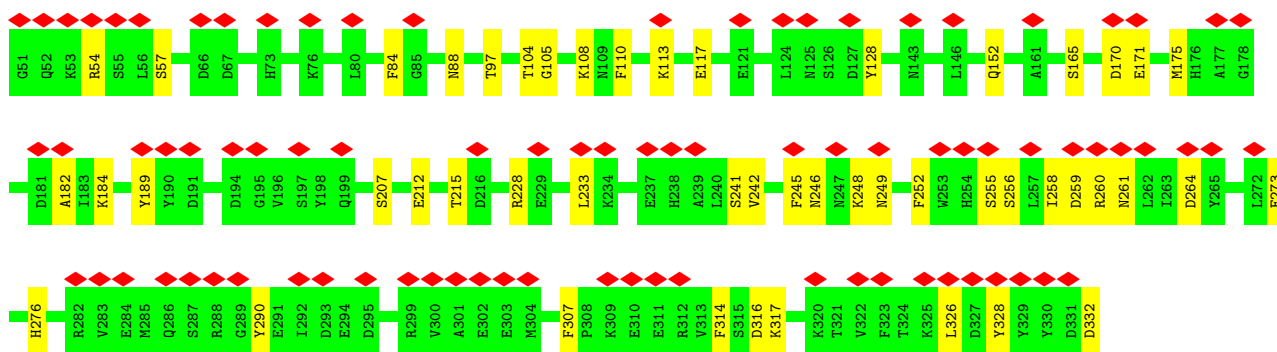 G51 Q52 K53 R54 S55 L56 S57 D66 D67 H73 K76 L80 F84 G85 N88 T97 T104 G105 K108 N109 F110 K113 E117 E121 L124 N125 S126 D127 Y128 N143 L146 Q152 A161 S165 D170 E171 M175 H176 A177 G178
D181 A182 I183 K184 Y189 Y190 D191 D194 G195 V196 S197 Y198 Q199 S207 E212 T215 D216 R228 E229 L233 K234 E237 H238 A239 L240 S241 V242 F245 N246 N247 K248 N249 F252 W253 H254 S255 S256 L257 I258 D259 R260 N261 L262 I263 D264 Y265 L272
H276 R282 V283 E284 M285 Q286 S287 R288 G289 Y290 E291 I292 D293 E294 D295 R299 V300 A301 E302 E303 M304 F307 P308 K309 E310 E311 R312 V313 F314 S315 D316 K317 K320 T321 V322 F323 T324 K325 L326 D327 Y328 Y329 Y330 D331 D332